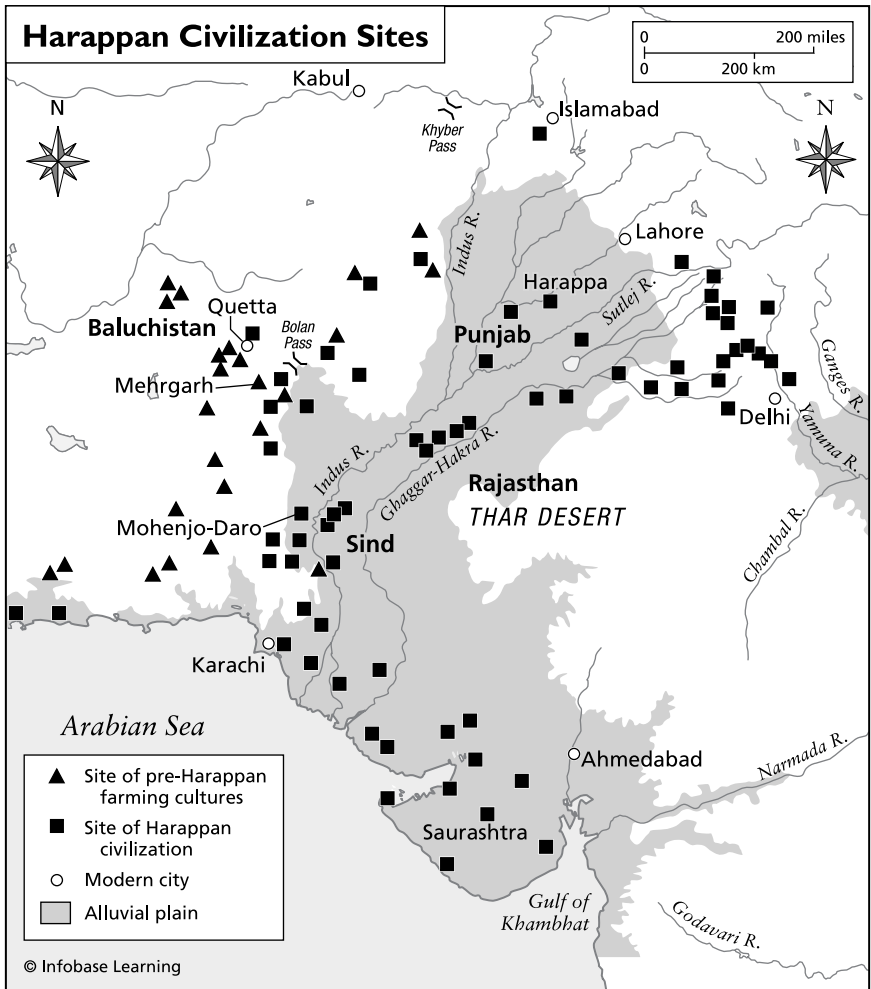 Harappan Civilization Sites
0 200 miles
0 200 km
Kabul
N
Khyber
Pass
Islamabad
N
Indus R.
Lahore
Harappa
Sutlej R.
Quetta
Baluchistan
Bolan
Pass
Punjab
Mehrgarh
Ganges R.
Delhi
Yamuna R.
Indus R.
Ghaggar-Hakra R.
Rajasthan
THAR DESERT
Mohenjo-Daro
Sind
Chambal R.
Karachi
Arabian Sea
Ahmedabad
Narmada R.
Saurashtra
Gulf of
Khambhat
Godavari R.
Site of pre-Harappan
farming cultures
Site of Harappan
civilization
Modern city
Alluvial plain
© Infobase Learning